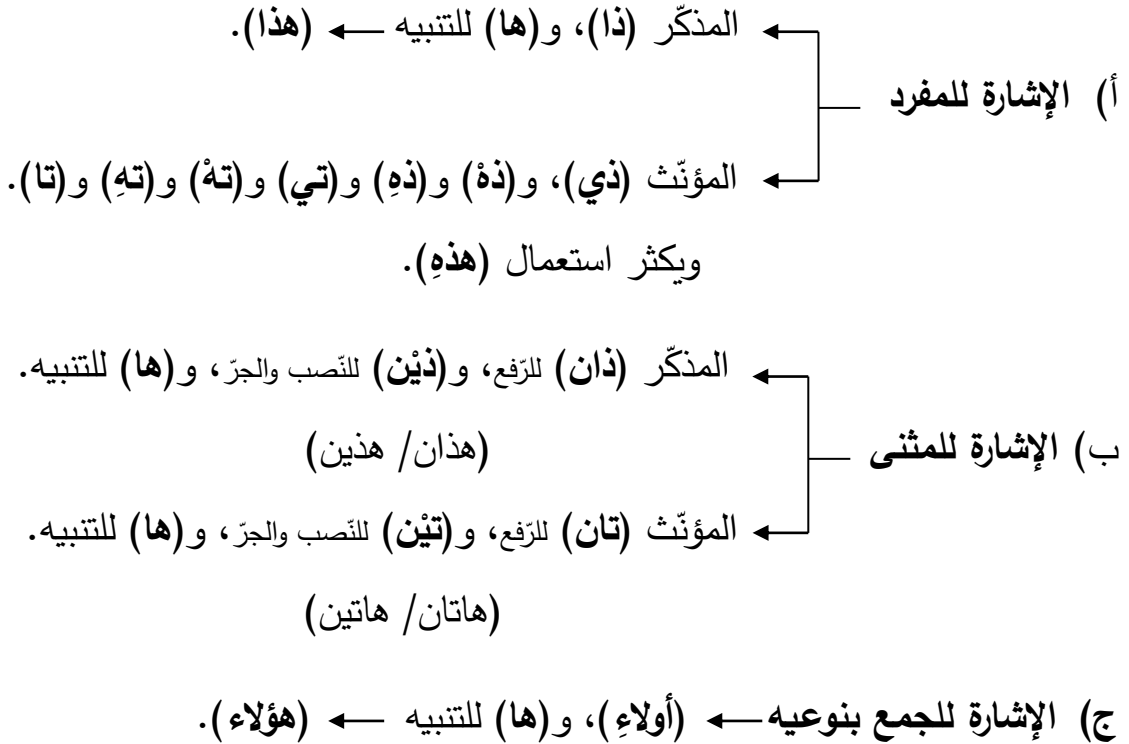 المذكّر (ذا)، و(ها) للتنبيه ← (هذا).
أ) الإشارة للمفرد
المؤنّث (ذي)، و(ذهْ) و(ذهِ) و(تي) و(تهْ) و(تهِ) و(تا).
ويكثر استعمال (هذهِ).
المذكّر (ذان) للرّفع، و(ذيْن) للنّصب والجرّ، و(ها) للتنبيه.
(هذان/ هذين)
ب) الإشارة للمثنى
المؤنّث (تان) للرّفع، و(تيْن) للنّصب والجرّ، و(ها) للتنبيه.
(هاتان/ هاتين)
ج) الإشارة للجمع بنوعيه ← (أولاءِ)، و(ها) للتنبيه ← (هؤلاء).